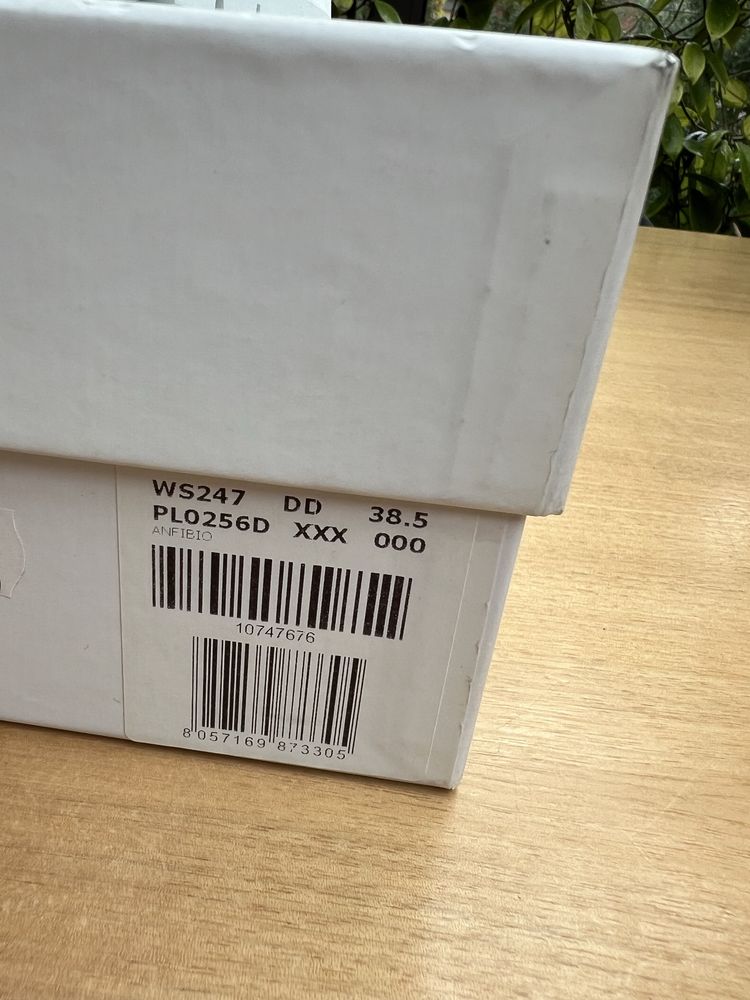 WS247 DD 38.5
PL0256D XXX 000
ANFIBIO
10747676
8 057169 873305